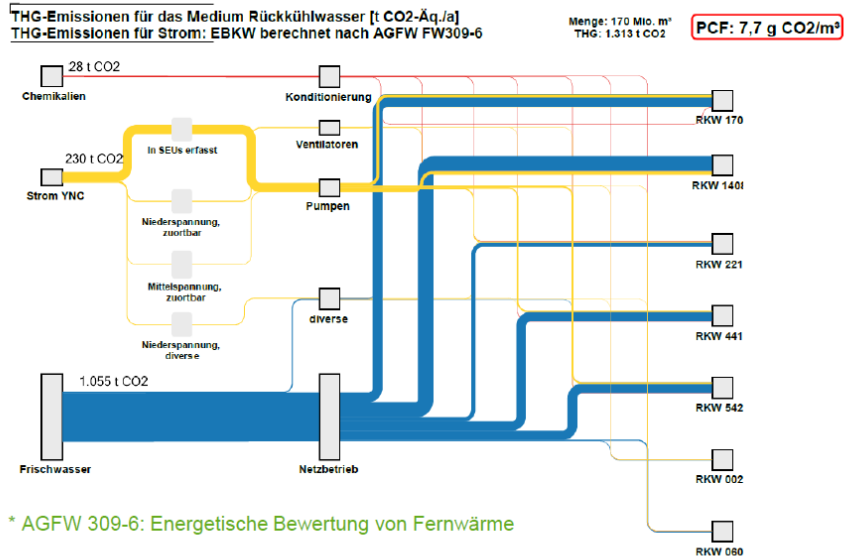 THG-Emissionen für das Medium Rückkühlwasser [t CO2-Äq./a]
THG-Emissionen für Strom: EBKW berechnet nach AGFW FW309-6
Menge: 170 Mio. m³
THG: 1.313 t CO2
PCF: 7,7 g CO2/m³
28 t CO2
Chemikalien
Konditionierung
RKW 170
In SEUs erfasst
Ventilatoren
230 t CO2
Strom YNC
Pumpen
RKW 1408
Niederspannung,
zuortbar
RKW 221
Mittelspannung,
zuortbar
diverse
Niederspannung,
diverse
RKW 441
1.055 t CO2
RKW 542
Frischwasser
Netzbetrieb
RKW 002
* AGFW 309-6: Energetische Bewertung von Fernwärme
RKW 060